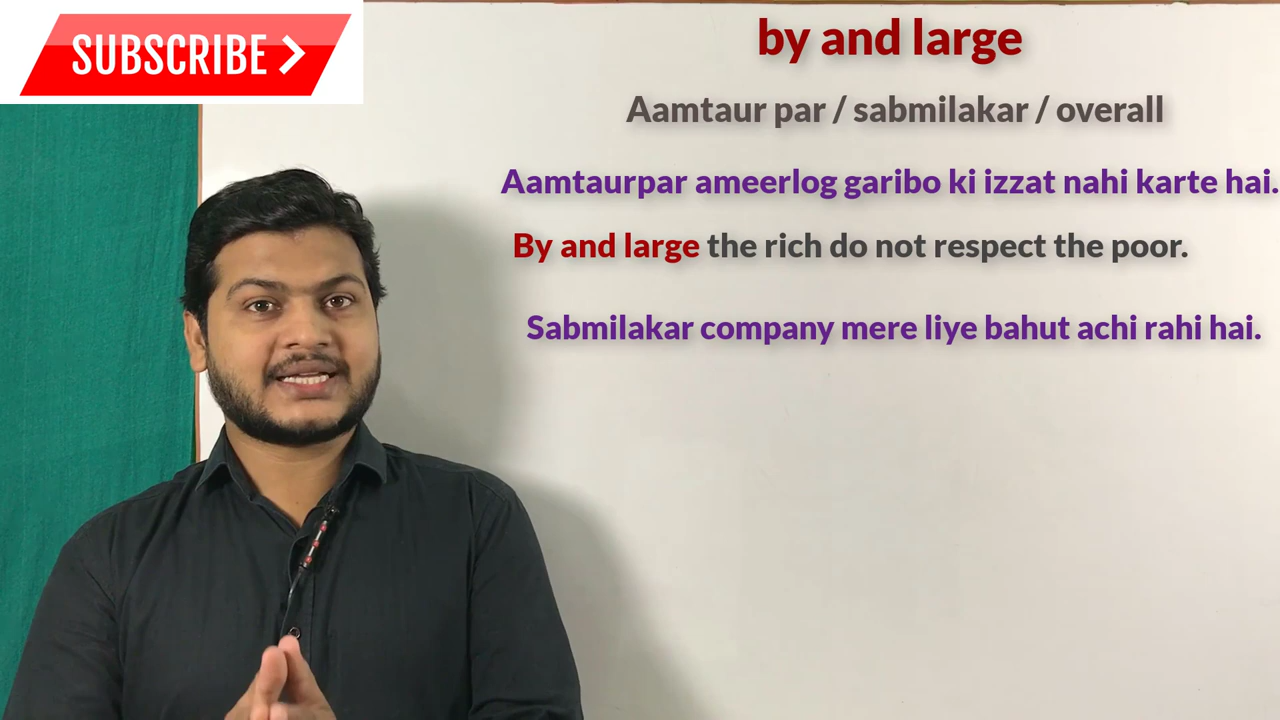 SUBSCRIBE
by and large
Aamtaur par / sabmilakar / overall
Aamtaurpar ameerlog garibo ki izzat nahi karte hai.
By and large the rich do not respect the poor.
Sabmilakar company mere liye bahut achi rahi hai.